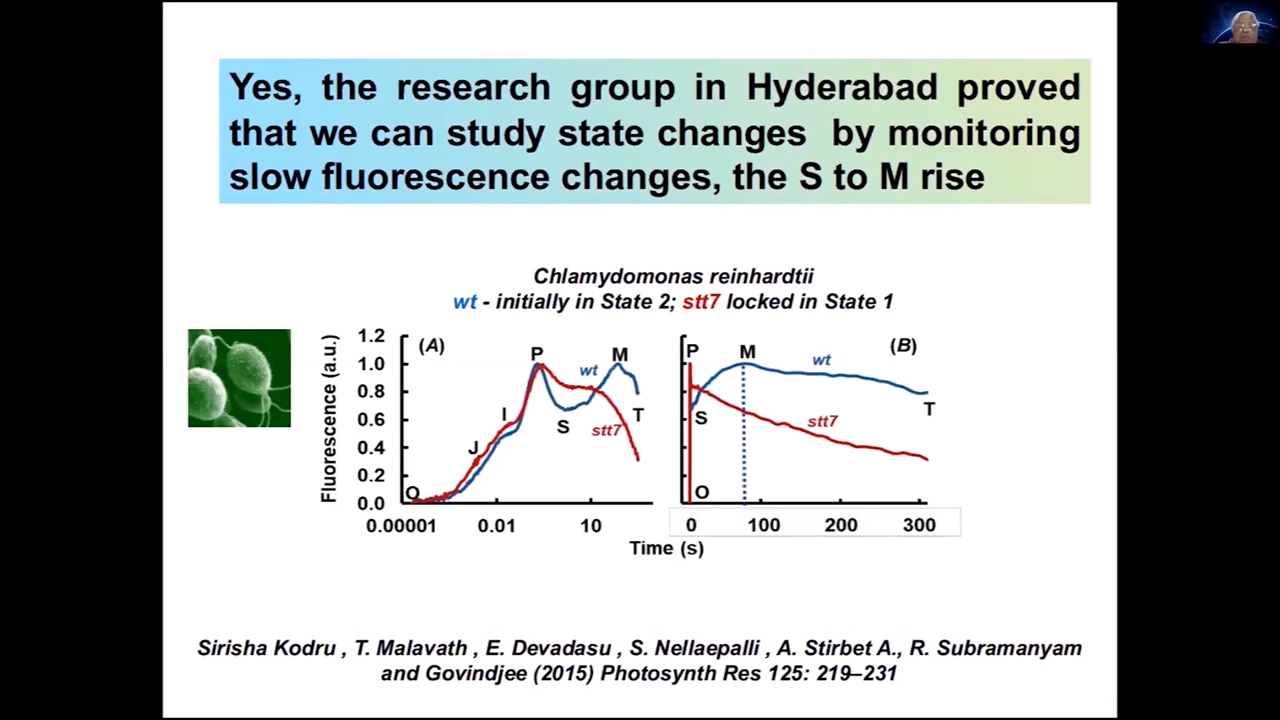 Yes, the research group in Hyderabad proved
that we can study state changes by monitoring
slow fluorescence changes, the S to M rise
Chlamydomonas reinhardtii
wt - initially in State 2; stt7 locked in State 1
Fluorescence (a.u.)
1.2
1.0
0.8
0.6
0.4
0.2
0.0
(A)
O
J
I
P
S
M
T
wt
stt7
0.00001 0.01 10
(B)
P
M
S
O
T
wt
stt7
0 100 200 300
Time (s)
Sirisha Kodru , T. Malavath , E. Devadasu , S. Nellaepalli , A. Stirbet A., R. Subramanyam
and Govindjee (2015) Photosynth Res 125: 219–231